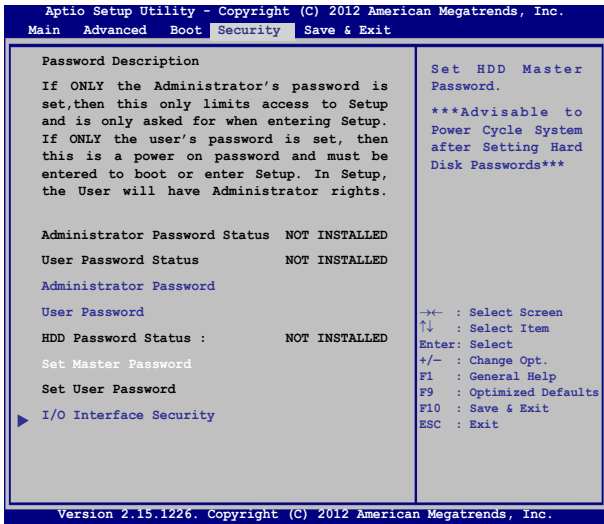 Aptio Setup Utility - Copyright (C) 2012 American Megatrends, Inc.
Main Advanced Boot Security Save & Exit
Password Description
If ONLY the Administrator's password is
set,then this only limits access to Setup
and is only asked for when entering Setup.
If ONLY the user's password is set, then
this is a power on password and must be
entered to boot or enter Setup. In Setup,
the User will have Administrator rights.
Administrator Password Status NOT INSTALLED
User Password Status NOT INSTALLED
Administrator Password
User Password
HDD Password Status : NOT INSTALLED
Set Master Password
Set User Password
I/O Interface Security
Set HDD Master
Password.
***Advisable to
Power Cycle System
after Setting Hard
Disk Passwords***
→← : Select Screen
↑↓ : Select Item
Enter: Select
+/— : Change Opt.
F1 : General Help
F9 : Optimized Defaults
F10 : Save & Exit
ESC : Exit
Version 2.15.1226. Copyright (C) 2012 American Megatrends, Inc.